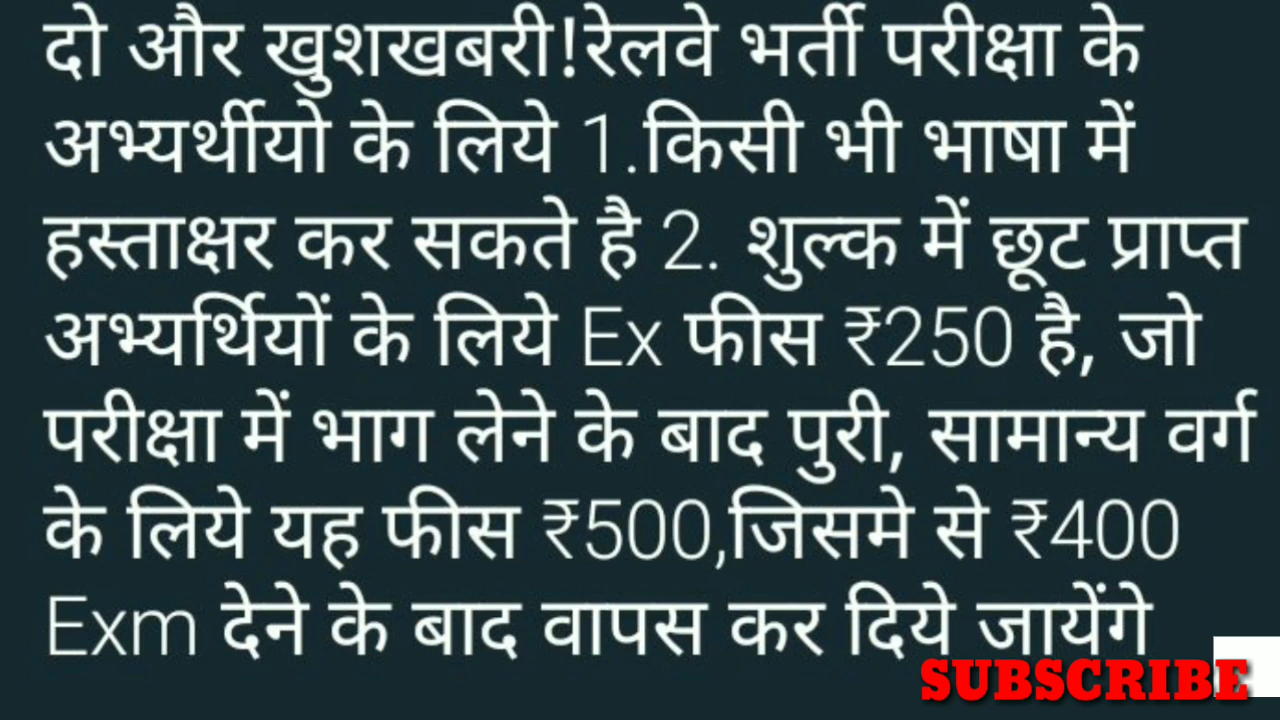 दो और खुशखबरी!रेलवे भर्ती परीक्षा के
अभ्यर्थीयो के लिये 1.किसी भी भाषा में
हस्ताक्षर कर सकते है 2. शुल्क में छूट प्राप्त
अभ्यर्थियों के लिये Ex फीस ₹250 है, जो
परीक्षा में भाग लेने के बाद पुरी, सामान्य वर्ग
के लिये यह फीस ₹500,जिसमे से ₹400
Exm देने के बाद वापस कर दिये जायेंगे
SUBSCRIBE